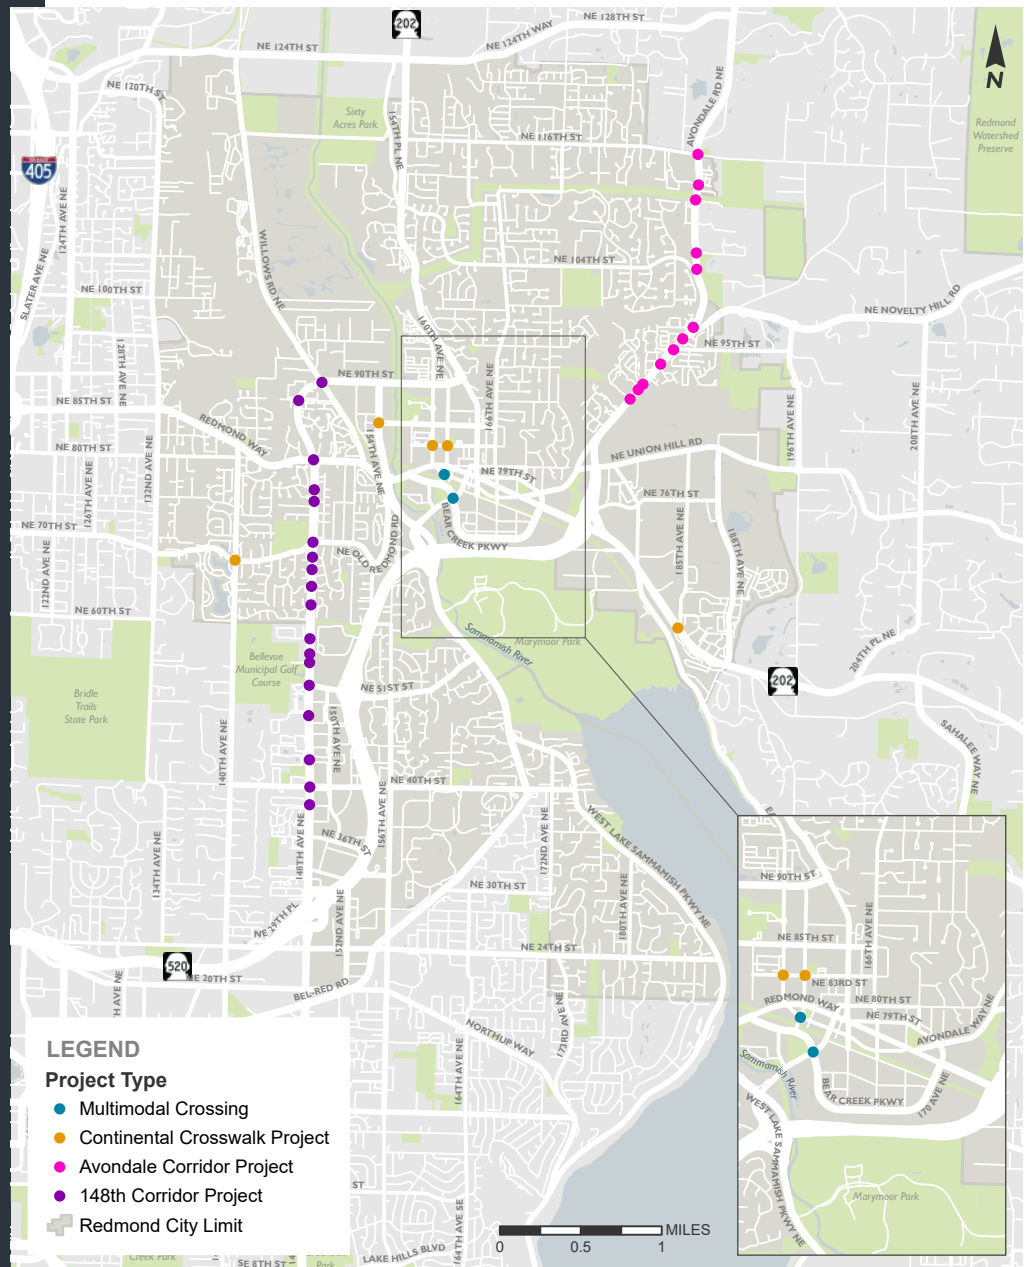 202
NE 128TH ST
NE 124TH WAY
NE 124TH ST
N
NE 120TH ST
AVONDALE RD NE
Sixty
Acres Park
154TH PL NE
NE 116TH ST
Redmond
Watershed
Preserve
405
124TH AVE NE
WILLOWS RD NE
SLATER AVE NE
NE 104TH ST
NE 100TH ST
NE NOVELTY HILL RD
160TH AVE NE
NE 95TH ST
128TH AVE NE
NE 90TH ST
166TH AVE NE
NE 85TH ST
REDMOND WAY
196TH AVE NE
208TH AVE NE
154TH AVE NE
NE 80TH ST
132ND AVE NE
126TH AVE NE
NE UNION HILL RD
NE 79TH ST
NE 76TH ST
NE 70TH ST
BEAR CREEK PKWY
185TH AVE NE
188TH AVE NE
NE OLD REDMOND RD
122ND AVE NE
NE 60TH ST
Sammamish River
Marymoor Park
204TH PL NE
Bellevue
Municipal Golf
Course
202
NE 51ST ST
Bridle
Trails
State Park
150TH AVE NE
140TH AVE NE
SAHALEE WAY NE
NE 40TH ST
156TH AVE NE
WEST LAKE SAMMAMISH PKWY NE
172ND AVE NE
148TH AVE NE
NE 36TH ST
134TH AVE NE
NE 30TH ST
180TH AVE NE
NE 29TH PL
152ND AVE NE
NE 24TH ST
520
NE 20TH ST
BEL-RED RD
H AVE NE
NORTHUP WAY
173RD AVE NE
164TH AVE NE
NE 90TH ST
166TH AVE NE
NE 85TH ST
NE 83RD ST
REDMOND WAY
NE 80TH ST
NE 79TH ST
AVONDALE WAY NE
Sammamish River
BEAR CREEK PKWY
170 AVE NE
WEST LAKE SAMMAMISH PKWY NE
Marymoor Park
LEGEND
Project Type
Multimodal Crossing
Continental Crosswalk Project
Avondale Corridor Project
148th Corridor Project
Redmond City Limit
ST
164TH AVE SE
LAKE HILLS BLVD
SE 8TH ST
Creek Park
Park
MILES
0 0.5 1